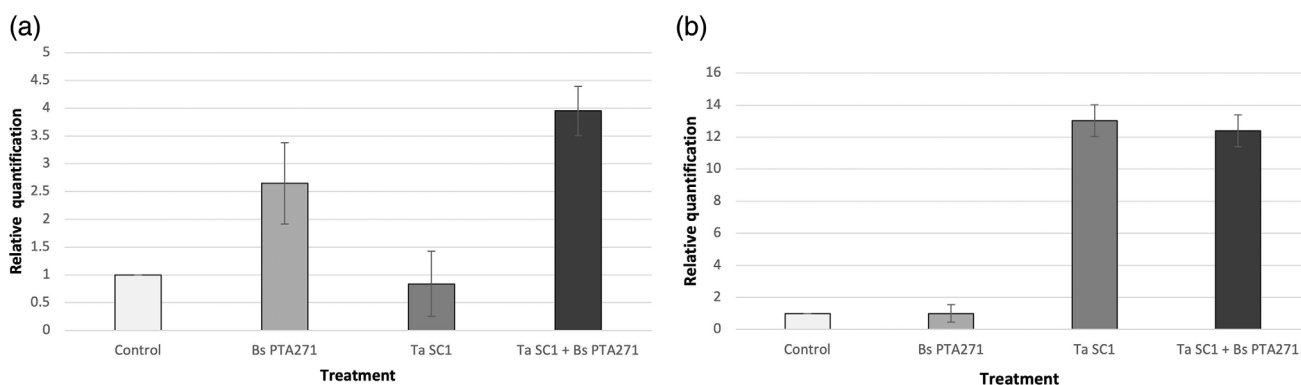 (a)
Relative quantification
5
4.5
4
3.5
3
2.5
2
1.5
1
0.5
0
Control
Bs PTA271
Ta SC1
Ta SC1 + Bs PTA271
Treatment
(b)
Relative quantification
16
14
12
10
8
6
4
2
0
Control
Bs PTA271
Ta SC1
Ta SC1 + Bs PTA271
Treatment